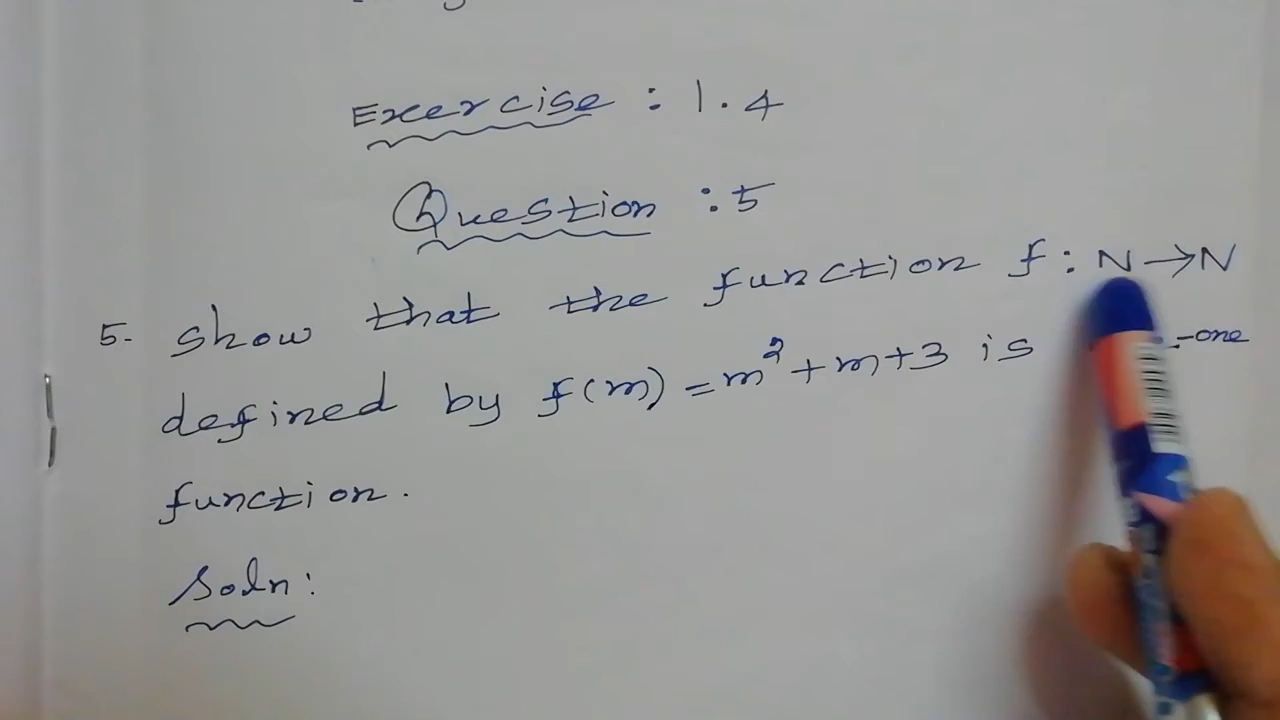 Exercise : 1.4
Question : 5
5. Show that the function f : N → N
defined by f(m) = m² + m + 3 is -one
function.
Soln :